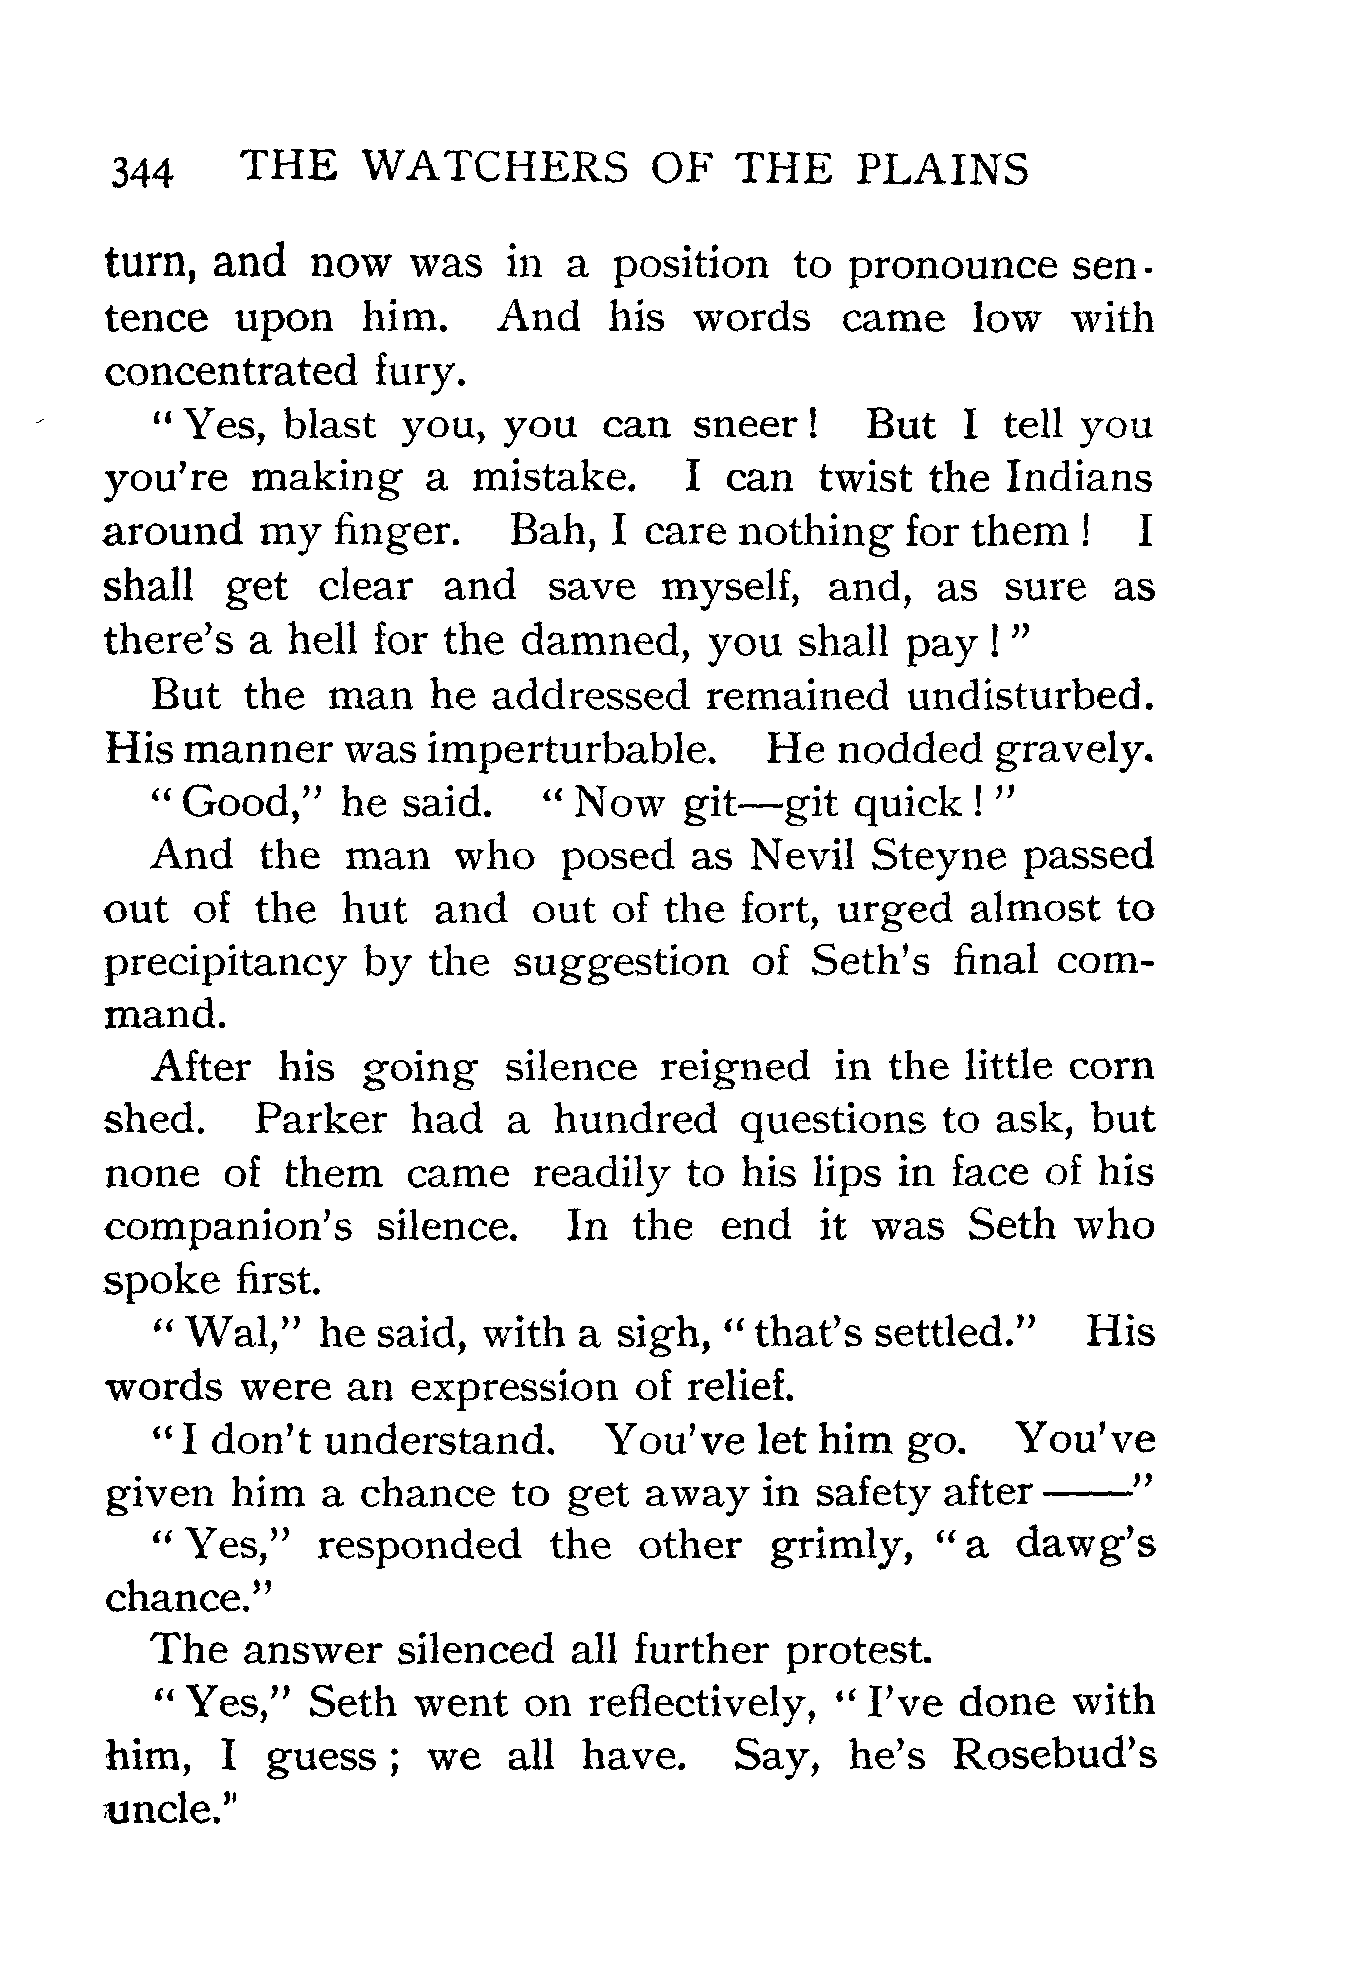 344 THE WATCHERS OF THE PLAINS
turn, and now was in a position to pronounce sen-
tence upon him. And his words came low with
concentrated fury.
“Yes, blast you, you can sneer! But I tell you
you're making a mistake. I can twist the Indians
around my finger. Bah, I care nothing for them! I
shall get clear and save myself, and, as sure as
there's a hell for the damned, you shall pay!”
But the man he addressed remained undisturbed.
His manner was imperturbable. He nodded gravely.
“Good,” he said. “Now git—git quick!”
And the man who posed as Nevil Steyne passed
out of the hut and out of the fort, urged almost to
precipitancy by the suggestion of Seth's final com-
mand.
After his going silence reigned in the little corn
shed. Parker had a hundred questions to ask, but
none of them came readily to his lips in face of his
companion's silence. In the end it was Seth who
spoke first.
“Wal,” he said, with a sigh, “that's settled.” His
words were an expression of relief.
“I don't understand. You've let him go. You've
given him a chance to get away in safety after ——”
“Yes,” responded the other grimly, “a dawg's
chance.”
The answer silenced all further protest.
“Yes,” Seth went on reflectively, “I've done with
him, I guess; we all have. Say, he's Rosebud's
uncle.”